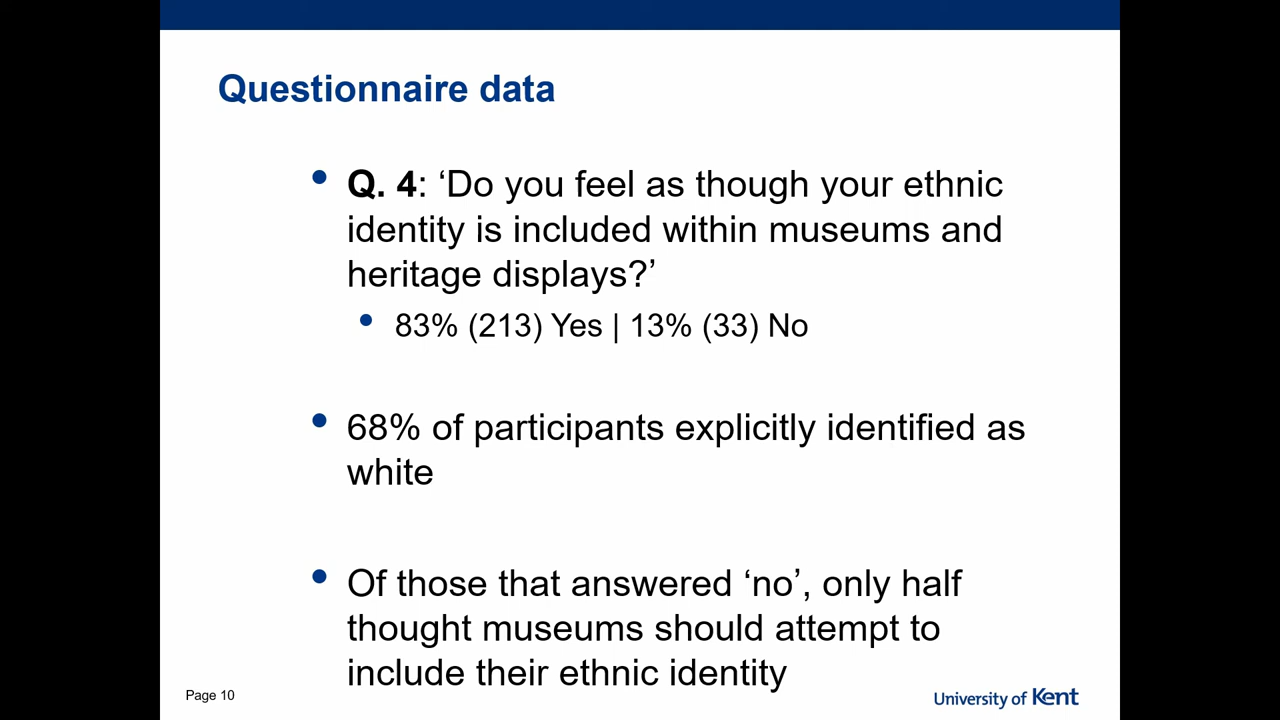 Questionnaire data
• Q. 4: ‘Do you feel as though your ethnic
identity is included within museums and
heritage displays?’
• 83% (213) Yes | 13% (33) No
• 68% of participants explicitly identified as
white
• Of those that answered ‘no’, only half
thought museums should attempt to
include their ethnic identity
Page 10
University of Kent